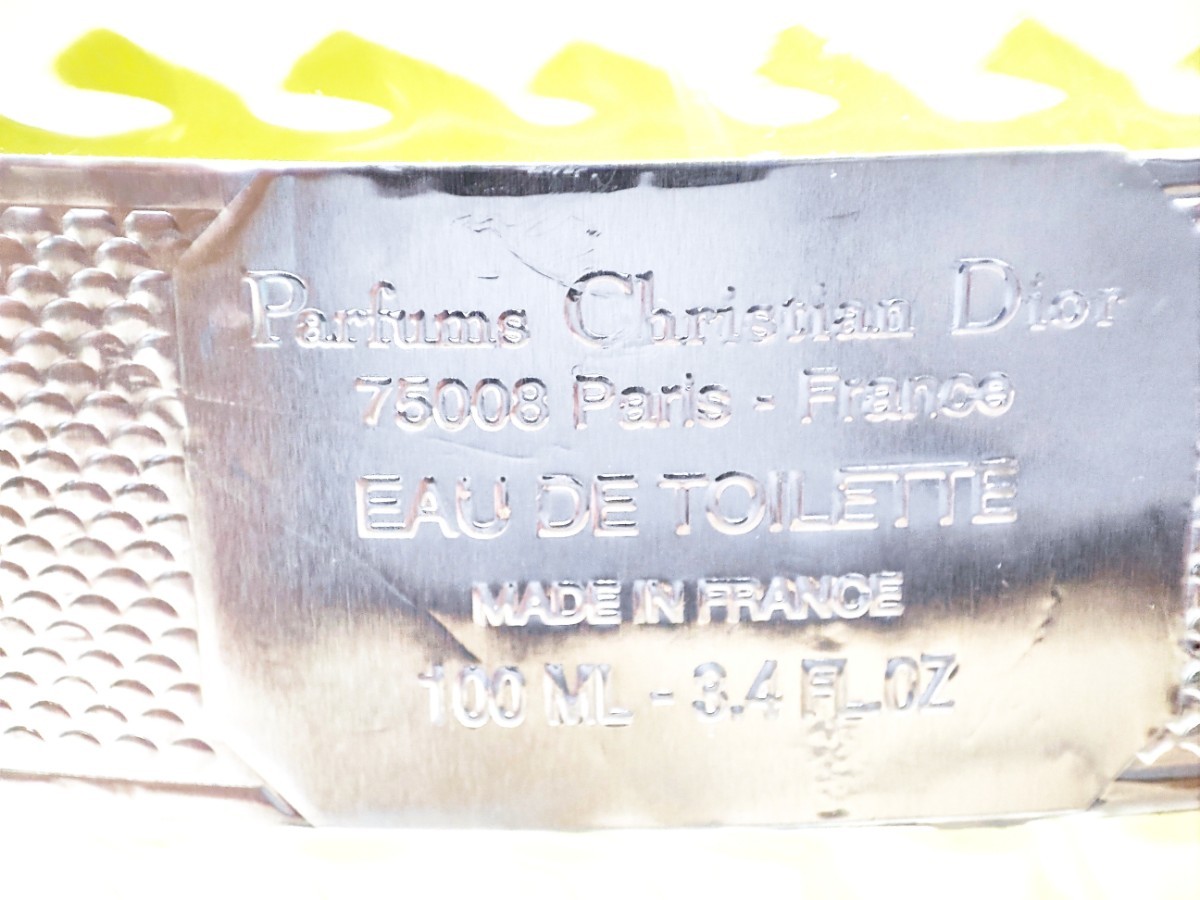 Parfums Christian Dior
75008 Paris - France
EAU DE TOILETTE
MADE IN FRANCE
100 ML - 3.4 FL.OZ